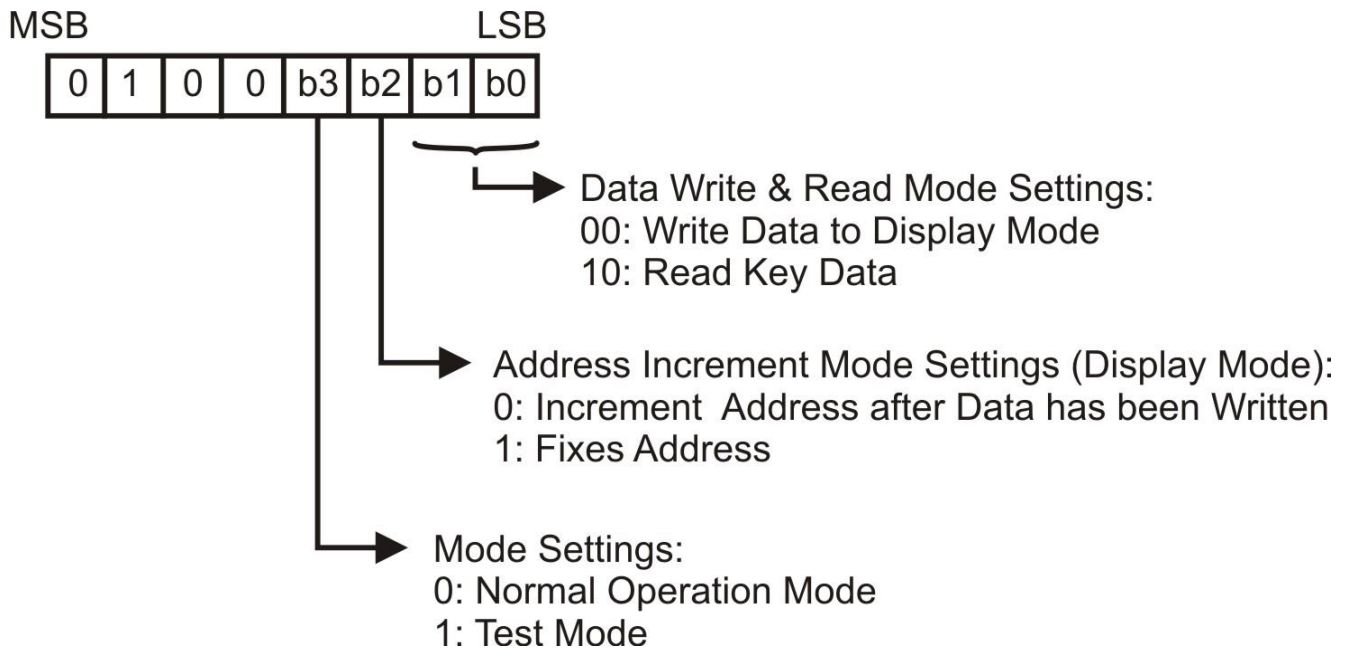 MSB LSB
0 1 0 0 b3 b2 b1 b0
Data Write & Read Mode Settings:
00: Write Data to Display Mode
10: Read Key Data
Address Increment Mode Settings (Display Mode):
0: Increment Address after Data has been Written
1: Fixes Address
Mode Settings:
0: Normal Operation Mode
1: Test Mode